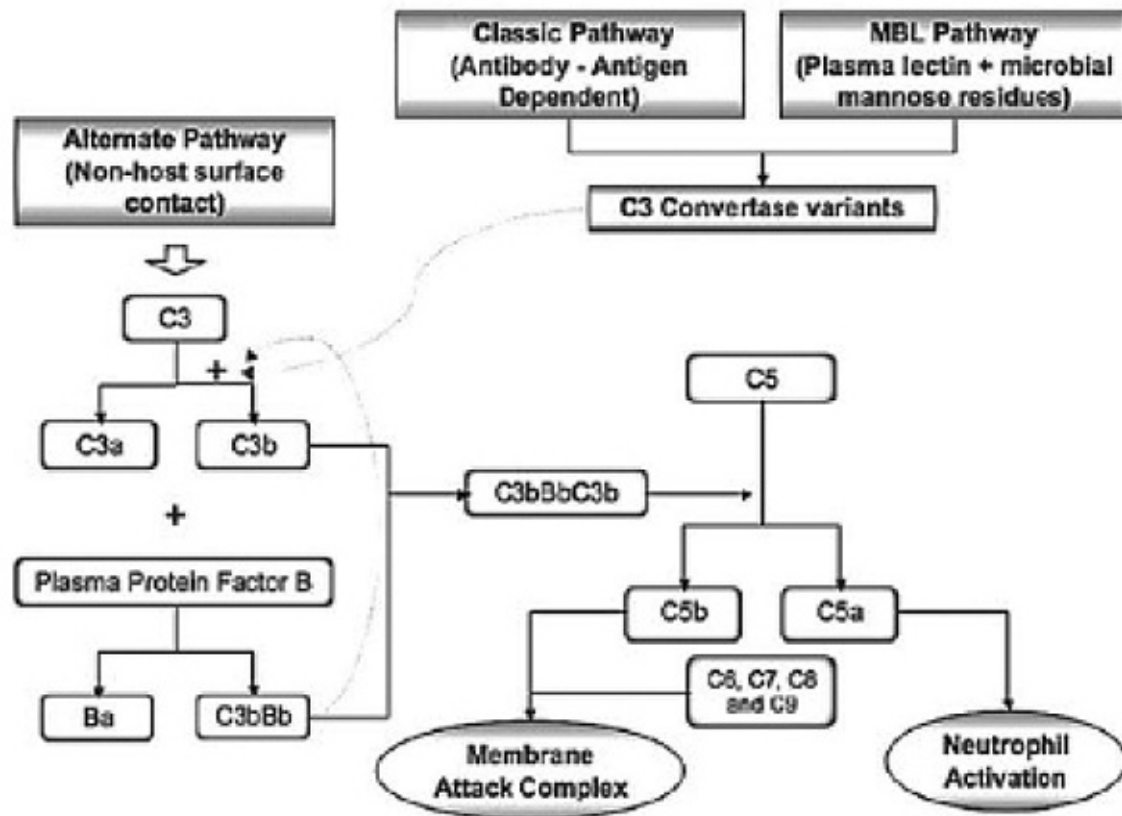 Classic Pathway
(Antibody - Antigen
Dependent)
MBL Pathway
(Plasma lectin + microbial
mannose residues)
Alternate Pathway
(Non-host surface
contact)
C3 Convertase variants
C3
+
C5
C3a
C3b
C3bBbC3b
+
Plasma Protein Factor B
C5b
C5a
C6, C7, C8
and C9
Ba
C3bBb
Membrane
Attack Complex
Neutrophil
Activation